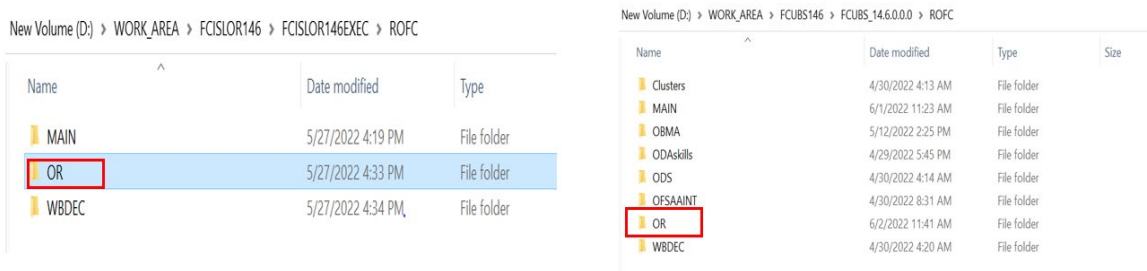 New Volume (D:) > WORK_AREA > FCISLOR146 > FCISLOR146EXEC > ROFC
Name Date modified Type
MAIN 5/27/2022 4:19 PM File folder
OR 5/27/2022 4:33 PM File folder
WBDEC 5/27/2022 4:34 PM File folder
New Volume (D:) > WORK_AREA > FCUBS146 > FCUBS_14.6.0.0.0 > ROFC
Name Date modified Type Size
Clusters 4/30/2022 4:13 AM File folder
MAIN 6/1/2022 11:23 AM File folder
OBMA 5/12/2022 2:25 PM File folder
ODAskills 4/29/2022 5:45 PM File folder
ODS 4/30/2022 4:14 AM File folder
OFSAAINT 4/30/2022 8:31 AM File folder
OR 6/2/2022 11:41 AM File folder
WBDEC 4/30/2022 4:20 AM File folder